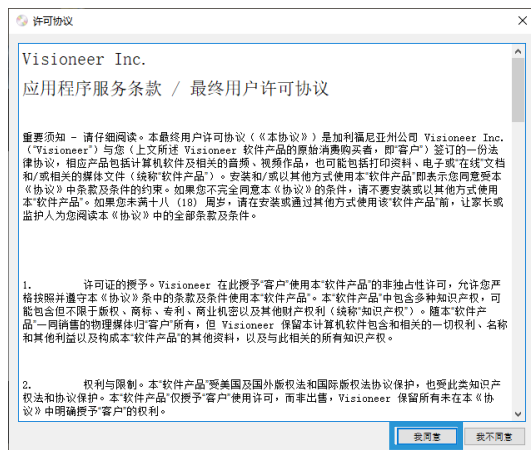 许可协议
Visioneer Inc.
应用程序服务条款 / 最终用户许可协议
重要须知 - 请仔细阅读。本最终用户许可协议（《本协议》）是加利福尼亚州公司 Visioneer Inc.
（“Visioneer”）与您（上文所述 Visioneer 软件产品的原始消费购买者，即“客户”）签订的一份法
律协议，相应产品包括计算机软件及相关的音频、视频作品，也可能包括打印资料、电子或“在线”文档
和/或相关的媒体文件（统称“软件产品”）。安装和/或以其他方式使用本“软件产品”即表示您同意受本
《协议》中条款及条件的约束。如果您不完全同意本《协议》的条件，请不要安装或以其他方式使用
本“软件产品”。如果您未满十八 (18) 周岁，请在安装或通过其他方式使用该“软件产品”前，让家长或
监护人为您阅读本《协议》中的全部条款及条件。
1. 许可证的授予。Visioneer 在此授予“客户”使用本“软件产品”的非独占性许可，允许您严
格按照并遵守本《协议》条中的条款及条件使用本“软件产品”。本“软件产品”中包含多种知识产权，可
能包含但不限于版权、商标、专利、商业机密以及其他财产权利（统称“知识产权”）。随本“软件产
品”一同销售的物理媒体归“客户”所有，但 Visioneer 保留本计算机软件包含和相关的一切权利、名称
和其他利益以及构成本“软件产品”的其他资料，以及与此相关的所有知识产权。
2. 权利与限制。本“软件产品”受美国及国外版权法和国际版权法协议保护，也受此类知识产
权法和协议保护。本“软件产品”仅授予“客户”使用许可，而非出售，Visioneer 保留所有未在本《协
议》中明确授予“客户”的权利。
我同意 我不同意